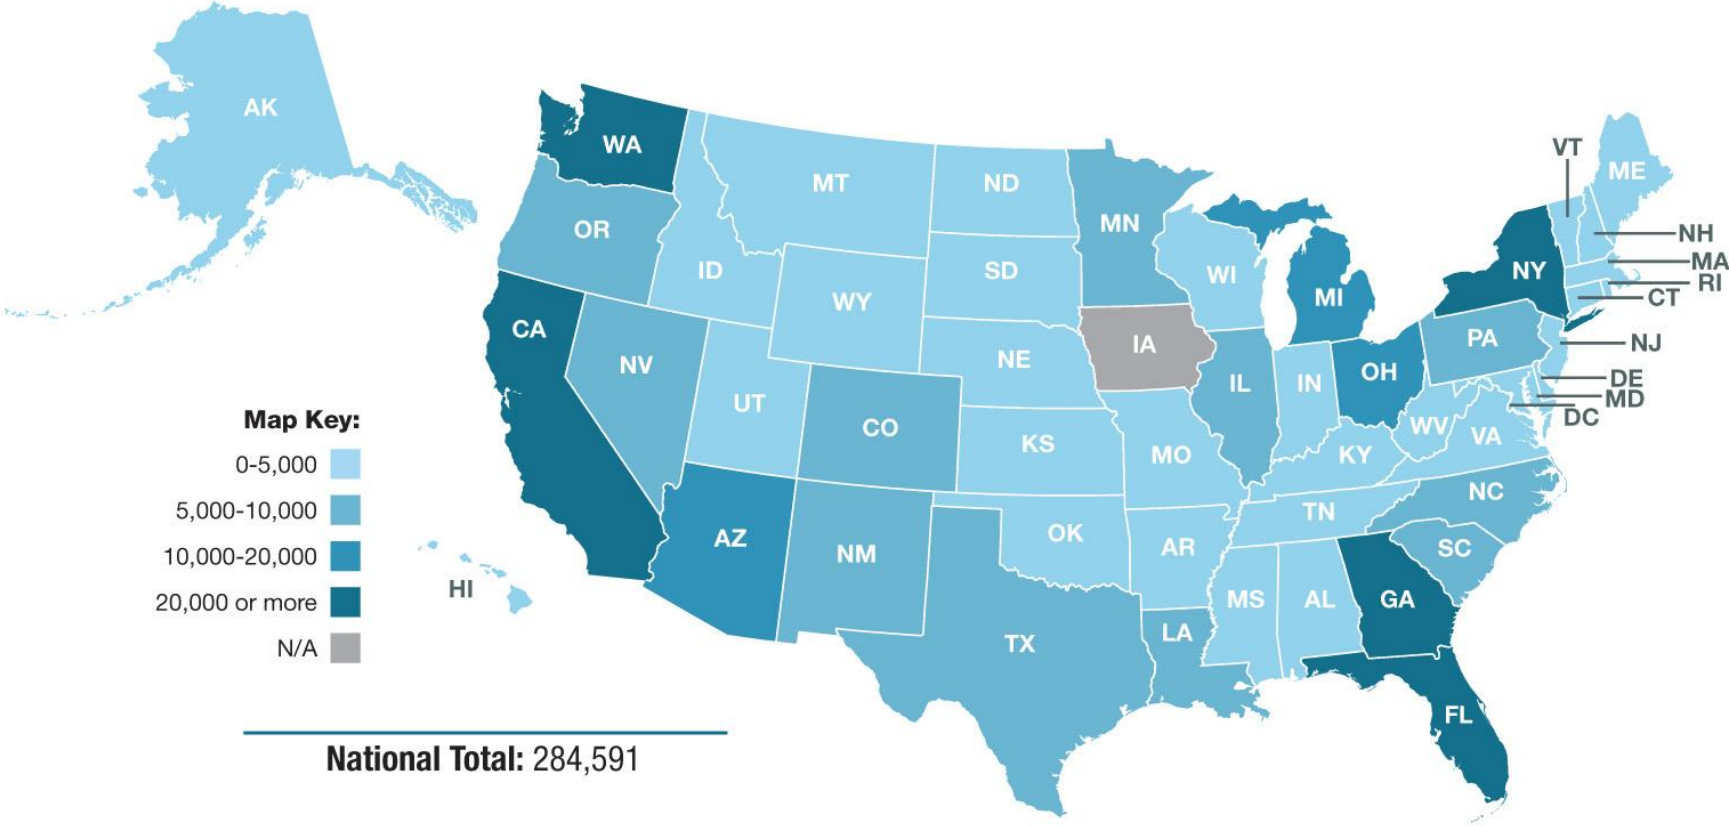 AK
WA
VT
ME
MT
ND
MN
OR
NH
ID
SD
WI
NY
MA
RI
WY
MI
CT
CA
NV
NE
IA
PA
NJ
UT
IL
IN
OH
DE
MD
DC
Map Key:
CO
KS
MO
KY
WV
VA
0-5,000
5,000-10,000
NC
TN
AZ
NM
OK
AR
SC
10,000-20,000
HI
MS
AL
GA
20,000 or more
N/A
TX
LA
FL
National Total: 284,591